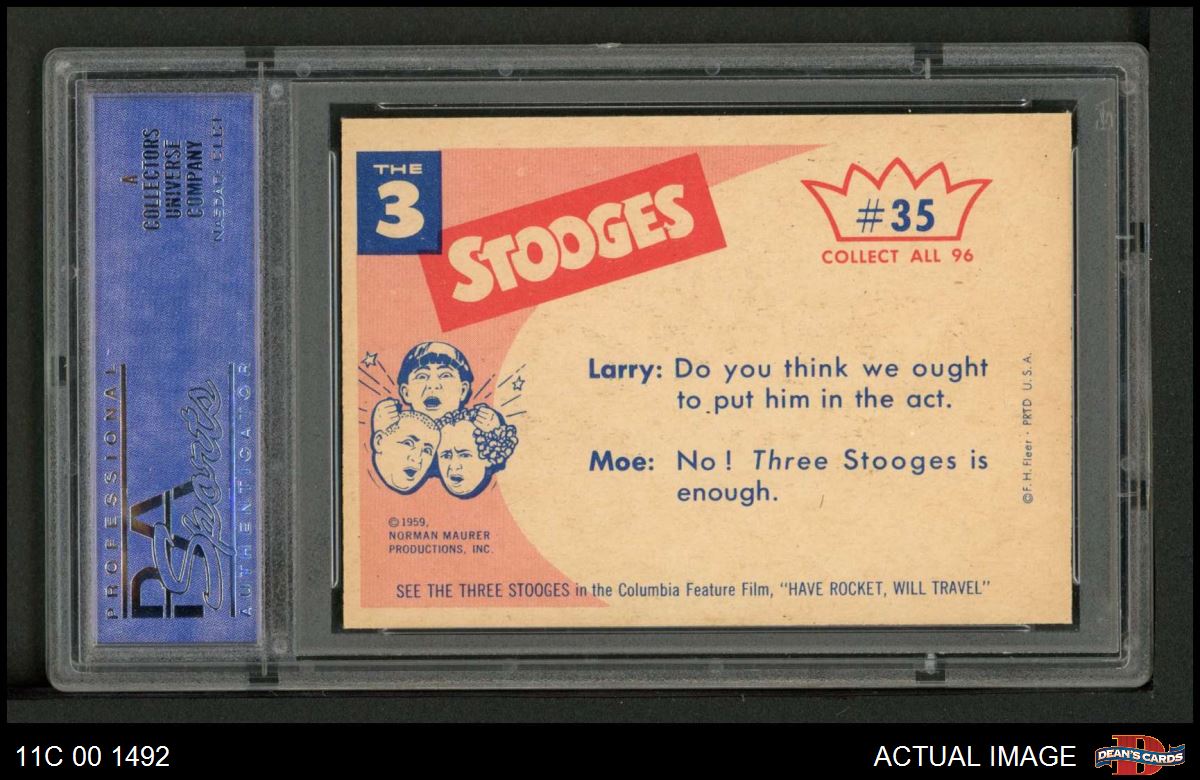 A
COLLECTORS
UNIVERSE
COMPANY
NASDAQ: CLCT
PROFESSIONAL
PSA
Sports
AUTHENTICATOR
THE
3
STOOGES
#35
COLLECT ALL 96
Larry: Do you think we ought
to put him in the act.
Moe: No! Three Stooges is
enough.
© F. H. Fleer · PRTD U. S. A.
© 1959,
NORMAN MAURER
PRODUCTIONS, INC.
SEE THE THREE STOOGES in the Columbia Feature Film, "HAVE ROCKET, WILL TRAVEL"
11C 00 1492
ACTUAL IMAGE
D
DEAN'S CARDS